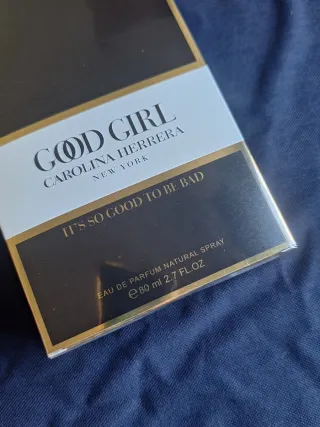 GOOD GIRL
CAROLINA HERRERA
NEW YORK
IT'S SO GOOD TO BE BAD
EAU DE PARFUM NATURAL SPRAY
℮80 ml 2.7 FL.OZ